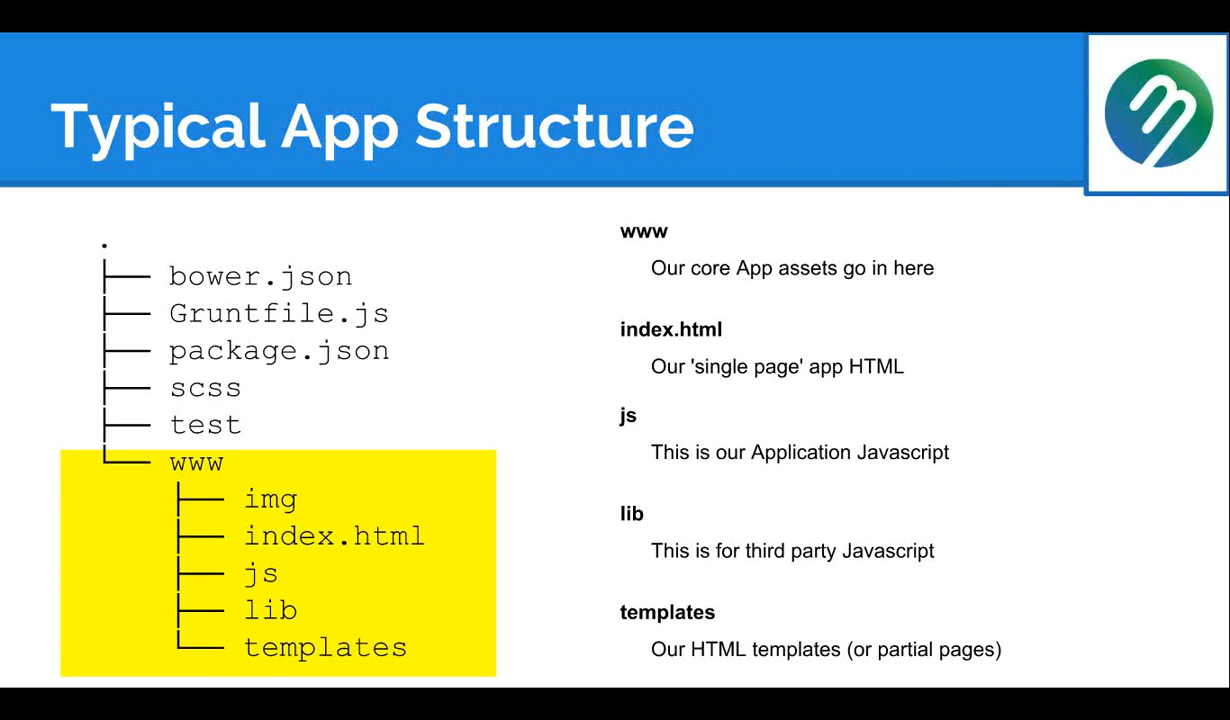 Typical App Structure
.
├── bower.json
├── Gruntfile.js
├── package.json
├── scss
├── test
└── www
├── img
├── index.html
├── js
├── lib
└── templates
www
Our core App assets go in here
index.html
Our 'single page' app HTML
js
This is our Application Javascript
lib
This is for third party Javascript
templates
Our HTML templates (or partial pages)